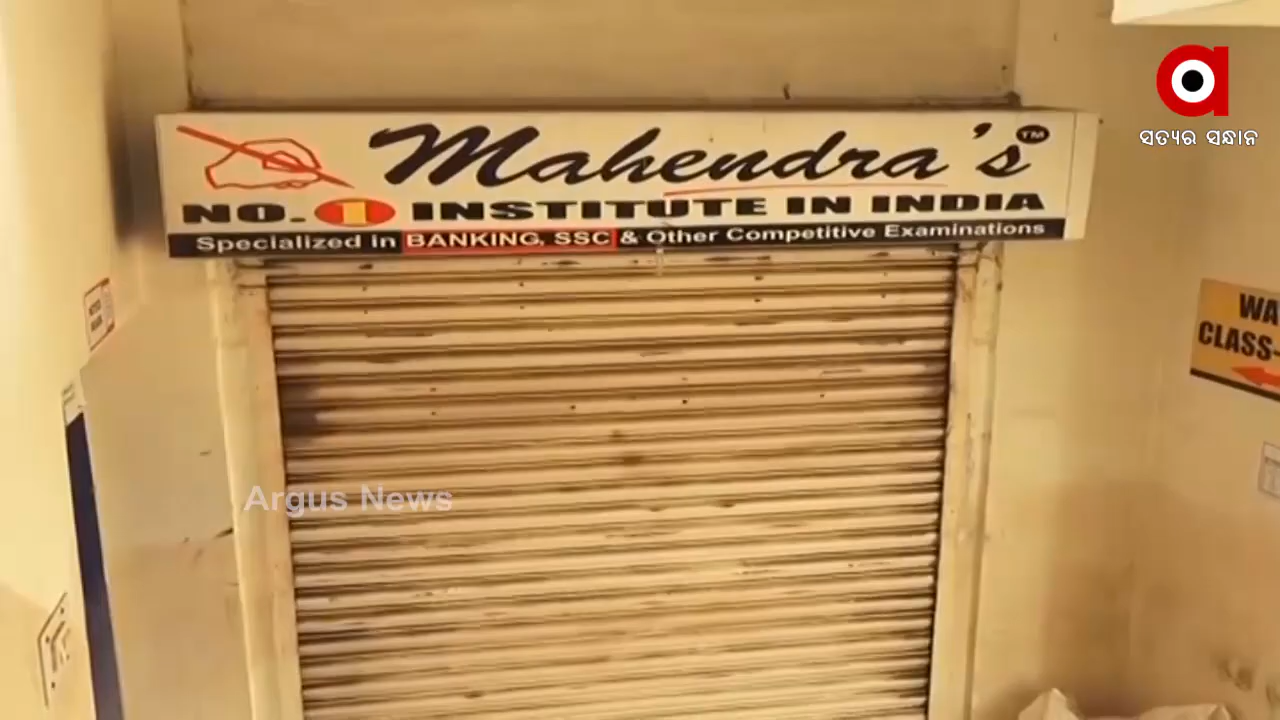 Mahendra's™
NO. 1 INSTITUTE IN INDIA
Specialized in BANKING, SSC & Other Competitive Examinations
ସତ୍ୟର ସନ୍ଧାନ
WA
CLASS-
Argus News